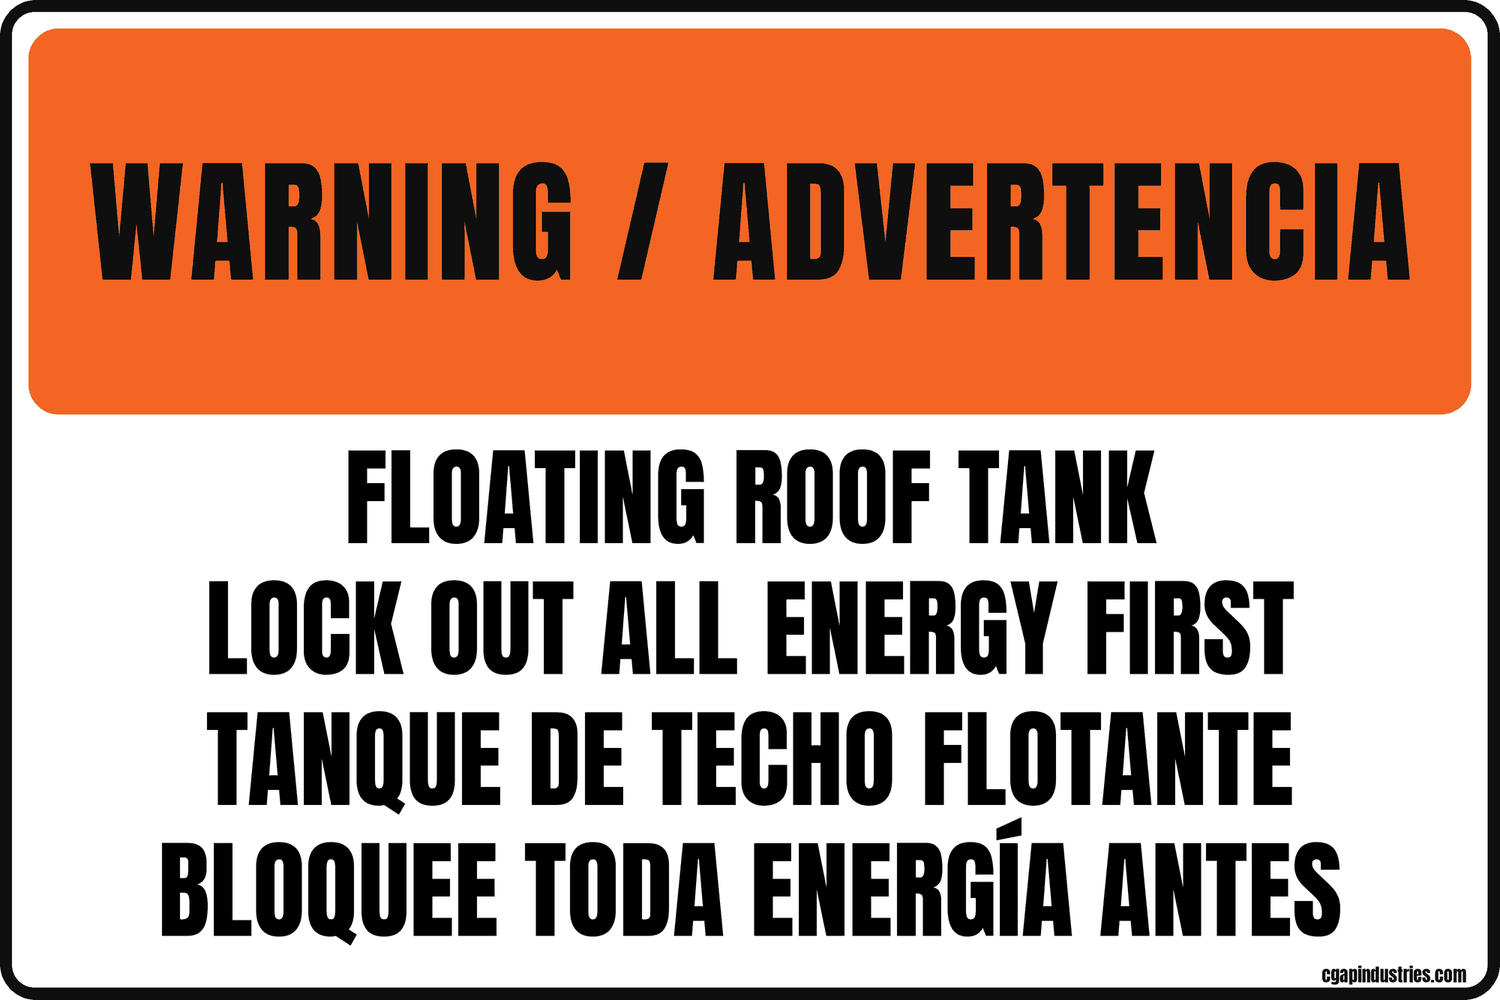 WARNING / ADVERTENCIA
FLOATING ROOF TANK
LOCK OUT ALL ENERGY FIRST
TANQUE DE TECHO FLOTANTE
BLOQUEE TODA ENERGÍA ANTES
cgapindustries.com